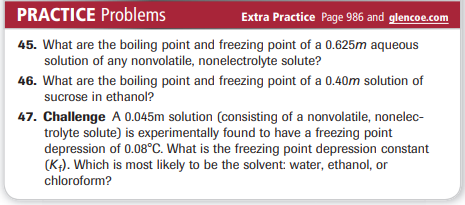 PRACTICE Problems
Extra Practice Page 986 and glencoe.com
45. What are the boiling point and freezing point of a 0.625m aqueous
solution of any nonvolatile, nonelectrolyte solute?
46. What are the boiling point and freezing point of a 0.40m solution of
sucrose in ethanol?
47. Challenge A 0.045m solution (consisting of a nonvolatile, nonelec-
trolyte solute) is experimentally found to have a freezing point
depression of 0.08°C. What is the freezing point depression constant
(Kf). Which is most likely to be the solvent: water, ethanol, or
chloroform?